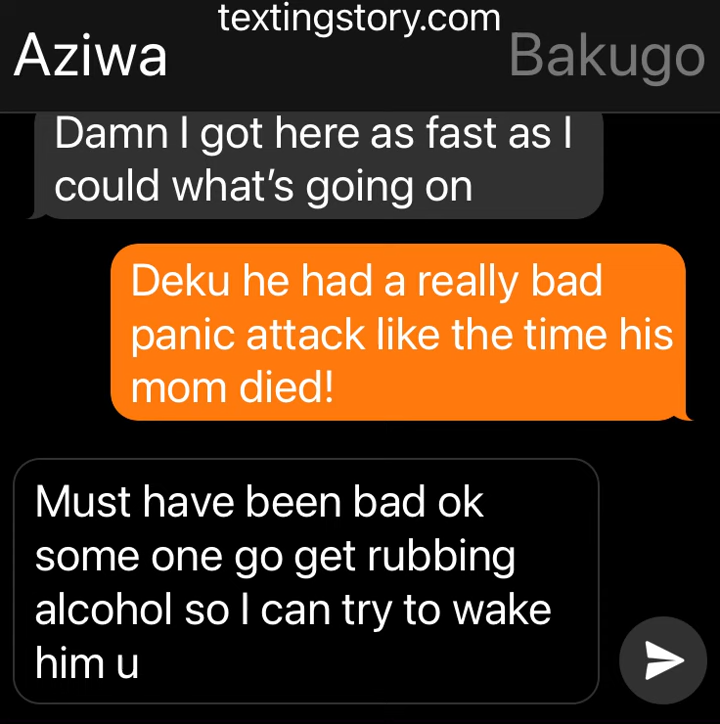 textingstory.com
Aziwa Bakugo
Damn I got here as fast as I
could what's going on
Deku he had a really bad
panic attack like the time his
mom died!
Must have been bad ok
some one go get rubbing
alcohol so I can try to wake
him u